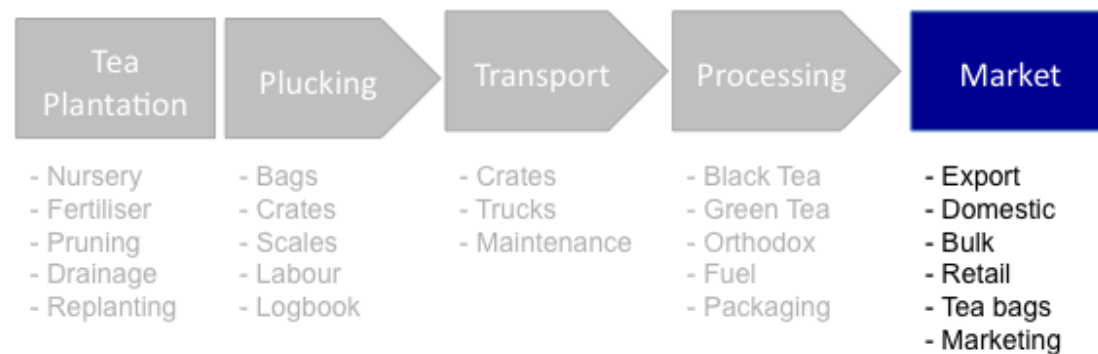 Tea
Plantation
Plucking
Transport
Processing
Market
- Nursery
- Fertiliser
- Pruning
- Drainage
- Replanting
- Bags
- Crates
- Scales
- Labour
- Logbook
- Crates
- Trucks
- Maintenance
- Black Tea
- Green Tea
- Orthodox
- Fuel
- Packaging
- Export
- Domestic
- Bulk
- Retail
- Tea bags
- Marketing